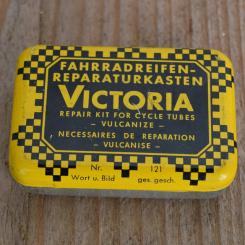 FAHRRADREIFEN-
REPARATURKASTEN
VICTORIA
REPAIR KIT FOR CYCLE TUBES
– VULCANIZE –
NECESSAIRES DE REPARATION
– VULCANISE –
Nr. 121
Wort u. Bild ges. gesch.